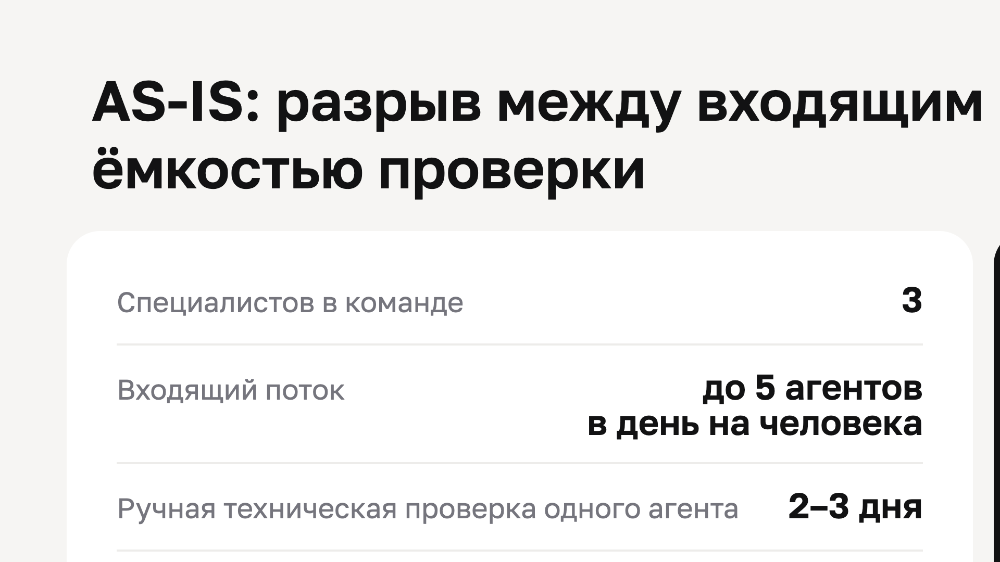 AS-IS: разрыв между входящим
ёмкостью проверки
Специалистов в команде
3
Входящий поток
до 5 агентов
в день на человека
Ручная техническая проверка одного агента
2–3 дня